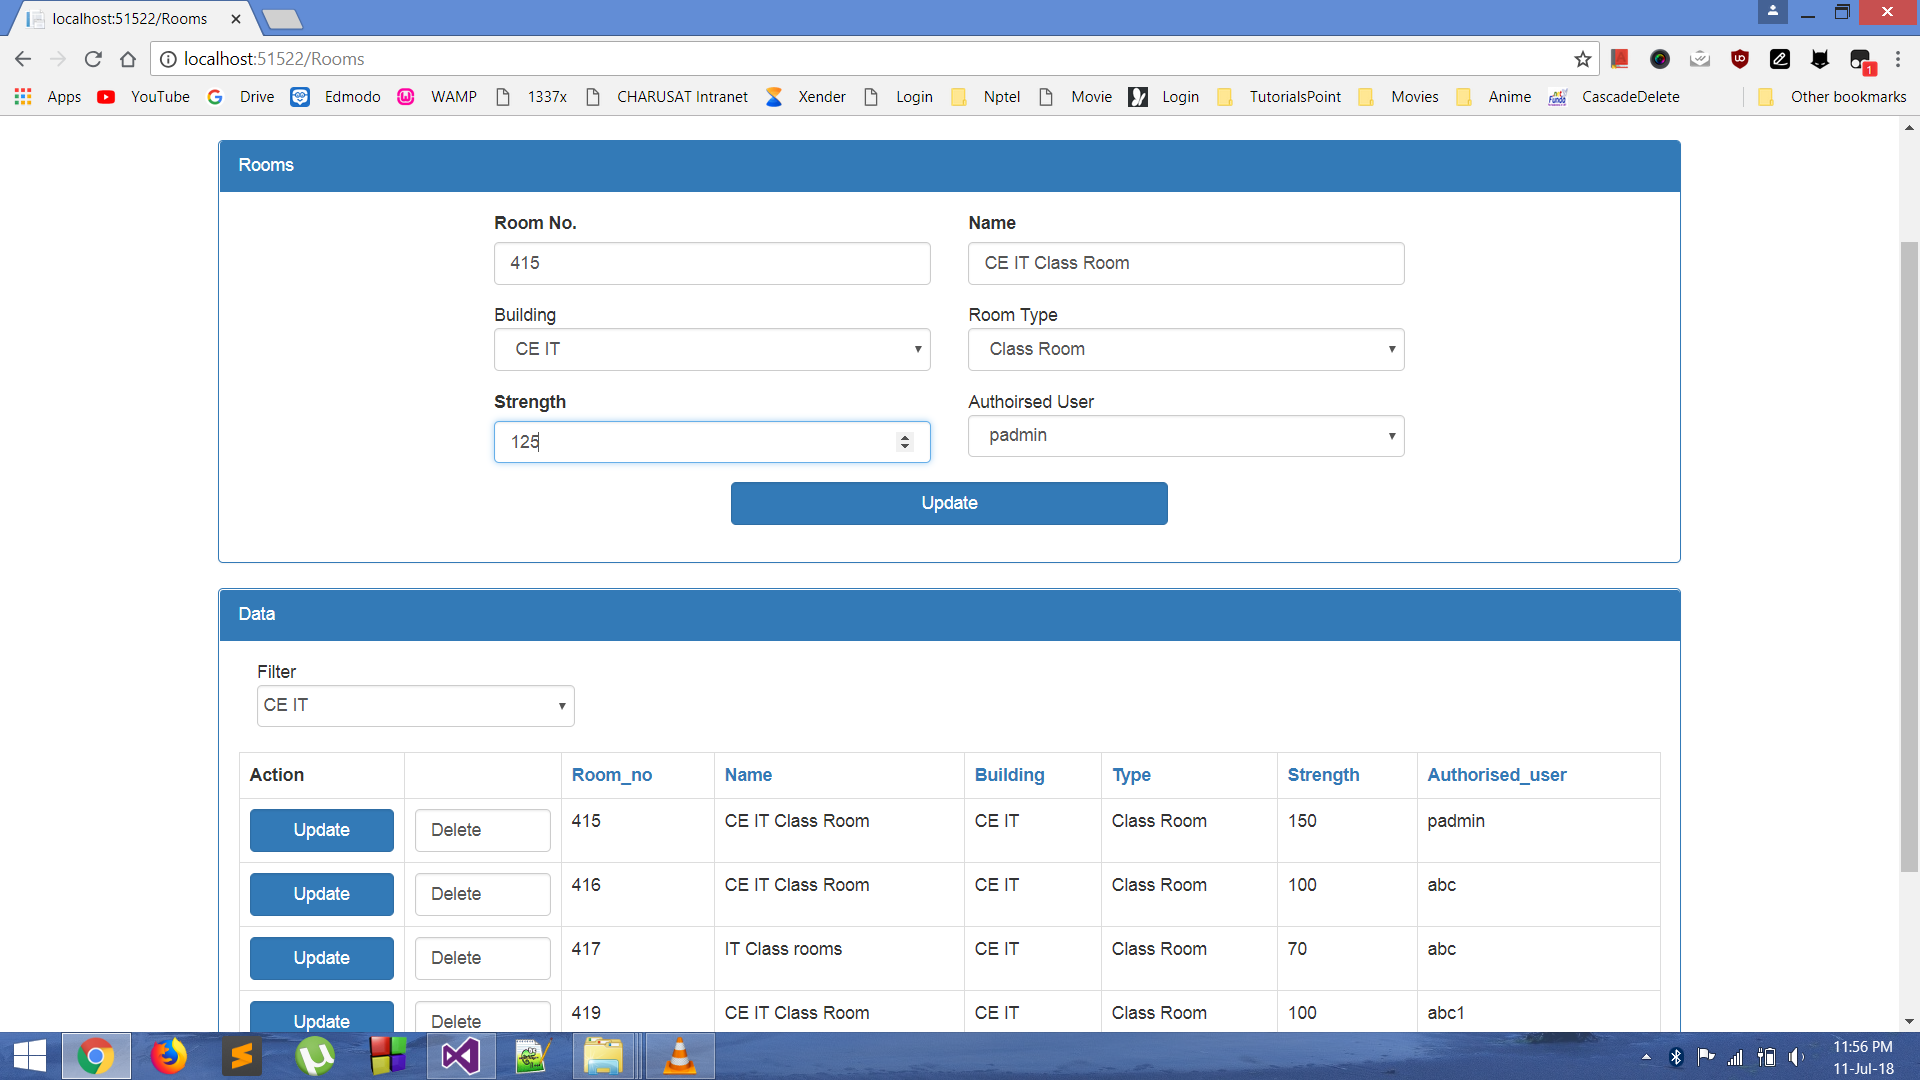 localhost:51522/Rooms
localhost:51522/Rooms
1
Apps YouTube Drive Edmodo WAMP 1337x CHARUSAT Intranet Xender Login Nptel Movie Login TutorialsPoint Movies Anime CascadeDelete Other bookmarks
Rooms
Room No. Name
415 CE IT Class Room
Building Room Type
CE IT Class Room
Strength Authoirsed User
125 padmin
Update
Data
Filter
CE IT
Action Room_no Name Building Type Strength Authorised_user
Update Delete 415 CE IT Class Room CE IT Class Room 150 padmin
Update Delete 416 CE IT Class Room CE IT Class Room 100 abc
Update Delete 417 IT Class rooms CE IT Class Room 70 abc
Update Delete 419 CE IT Class Room CE IT Class Room 100 abc1
11:56 PM
11-Jul-18